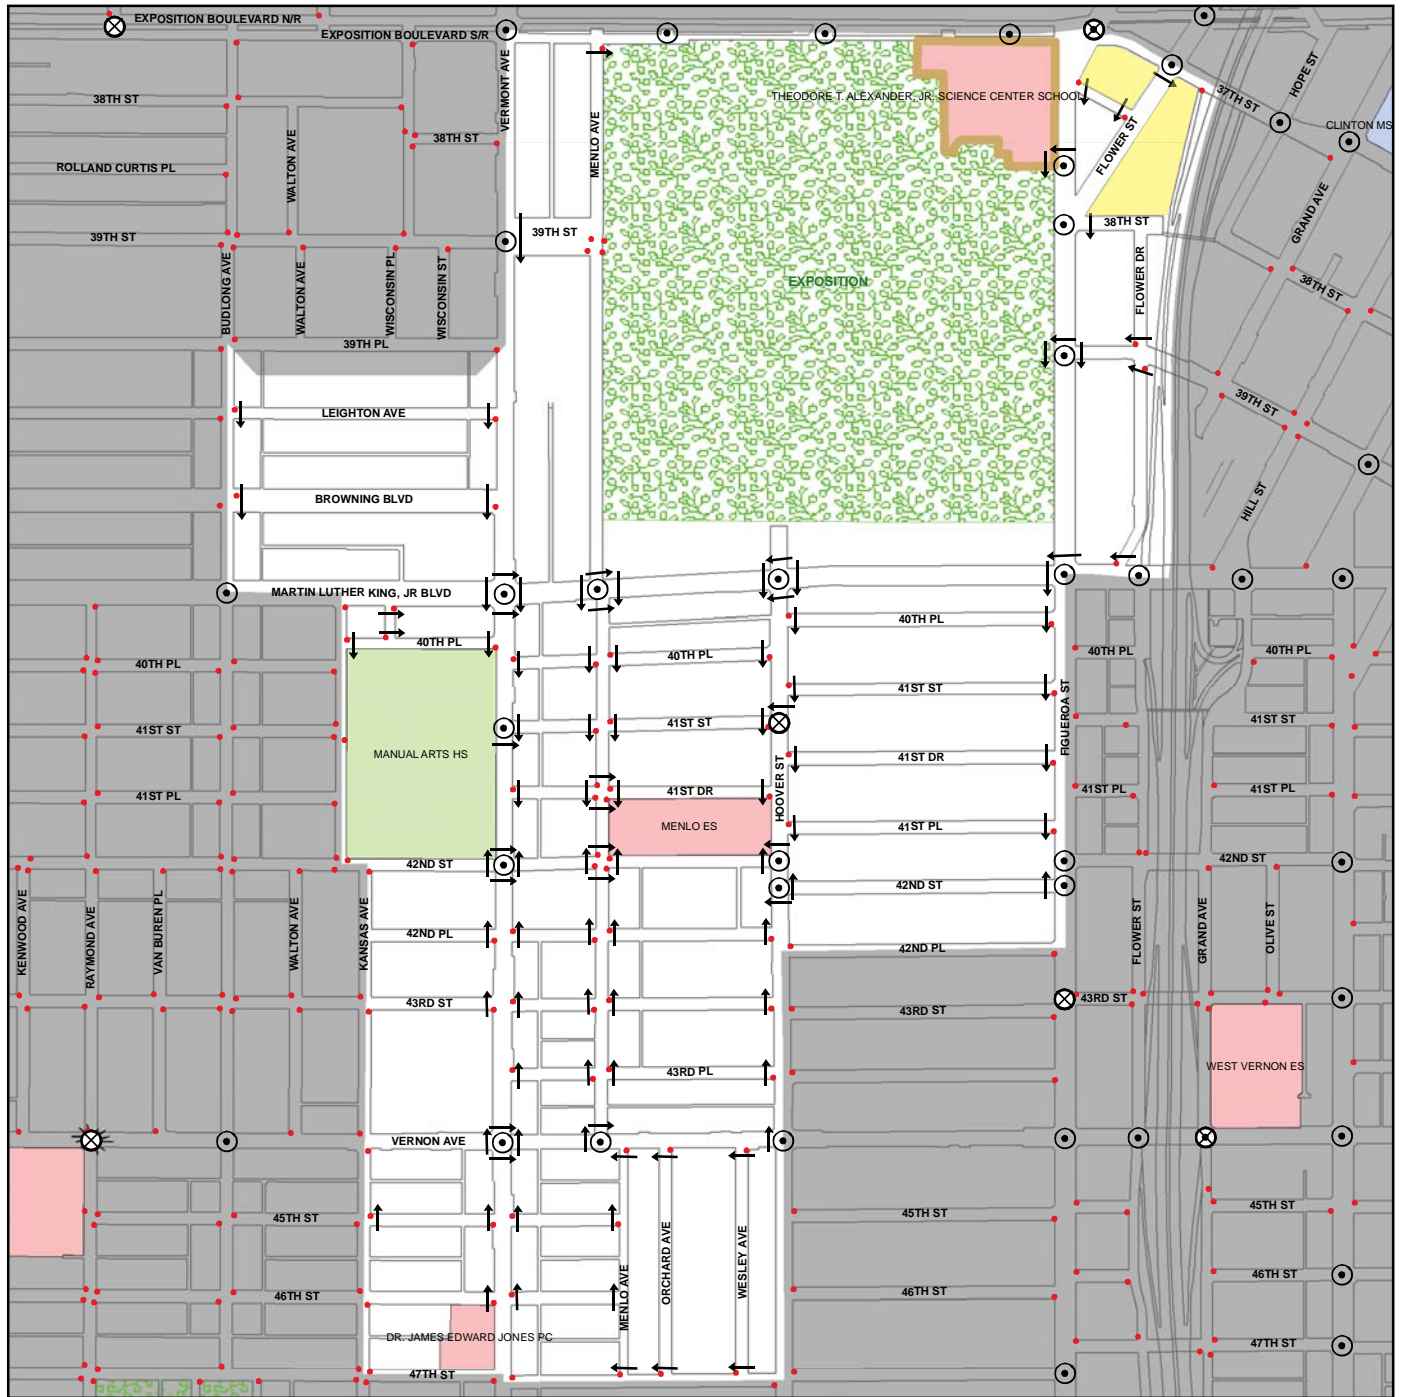 EXPOSITION BOULEVARD N/R
EXPOSITION BOULEVARD S/R
VERMONT AVE
MENLO AVE
THEODORE T. ALEXANDER, JR. SCIENCE CENTER SCHOOL
37TH ST
HOPE ST
CLINTON MS
38TH ST
38TH ST
WALTON AVE
FLOWER ST
ROLLAND CURTIS PL
GRAND AVE
39TH ST
39TH ST
38TH ST
BUDLONG AVE
WALTON AVE
WISCONSIN PL
WISCONSIN ST
EXPOSITION
FLOWER DR
38TH ST
39TH PL
39TH ST
LEIGHTON AVE
BROWNING BLVD
HILL ST
MARTIN LUTHER KING, JR BLVD
40TH PL
40TH PL
40TH PL
40TH PL
40TH PL
40TH PL
41ST ST
41ST ST
41ST ST
41ST ST
FIGUEROA ST
MANUAL ARTS HS
41ST DR
HOOVER ST
41ST DR
41ST PL
41ST PL
41ST PL
41ST PL
MENLO ES
42ND ST
42ND ST
42ND ST
KENWOOD AVE
RAYMOND AVE
VAN BUREN PL
WALTON AVE
KANSAS AVE
42ND PL
42ND PL
FLOWER ST
GRAND AVE
OLIVE ST
43RD ST
43RD ST
43RD ST
43RD PL
WEST VERNON ES
VERNON AVE
45TH ST
45TH ST
45TH ST
MENLO AVE
ORCHARD AVE
WESLEY AVE
46TH ST
46TH ST
46TH ST
DR. JAMES EDWARD JONES PC
47TH ST
47TH ST